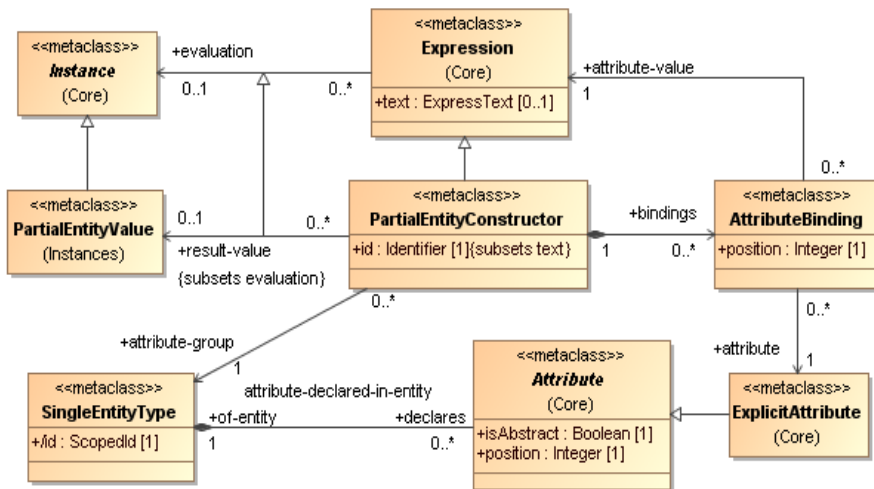 <<metaclass>>
Instance
(Core)
+evaluation
0..1
0..*
<<metaclass>>
Expression
(Core)
+text : ExpressText [0..1]
+attribute-value
1
0..*
<<metaclass>>
PartialEntityValue
(Instances)
0..1
+result-value
{subsets evaluation}
0..*
<<metaclass>>
PartialEntityConstructor
+id : Identifier [1]{subsets text}
+bindings
1
0..*
<<metaclass>>
AttributeBinding
+position : Integer [1]
0..*
+attribute-group
1
0..*
+attribute
1
<<metaclass>>
SingleEntityType
+/id : ScopedId [1]
attribute-declared-in-entity
+of-entity
+declares
1
0..*
<<metaclass>>
Attribute
(Core)
+isAbstract : Boolean [1]
+position : Integer [1]
<<metaclass>>
ExplicitAttribute
(Core)